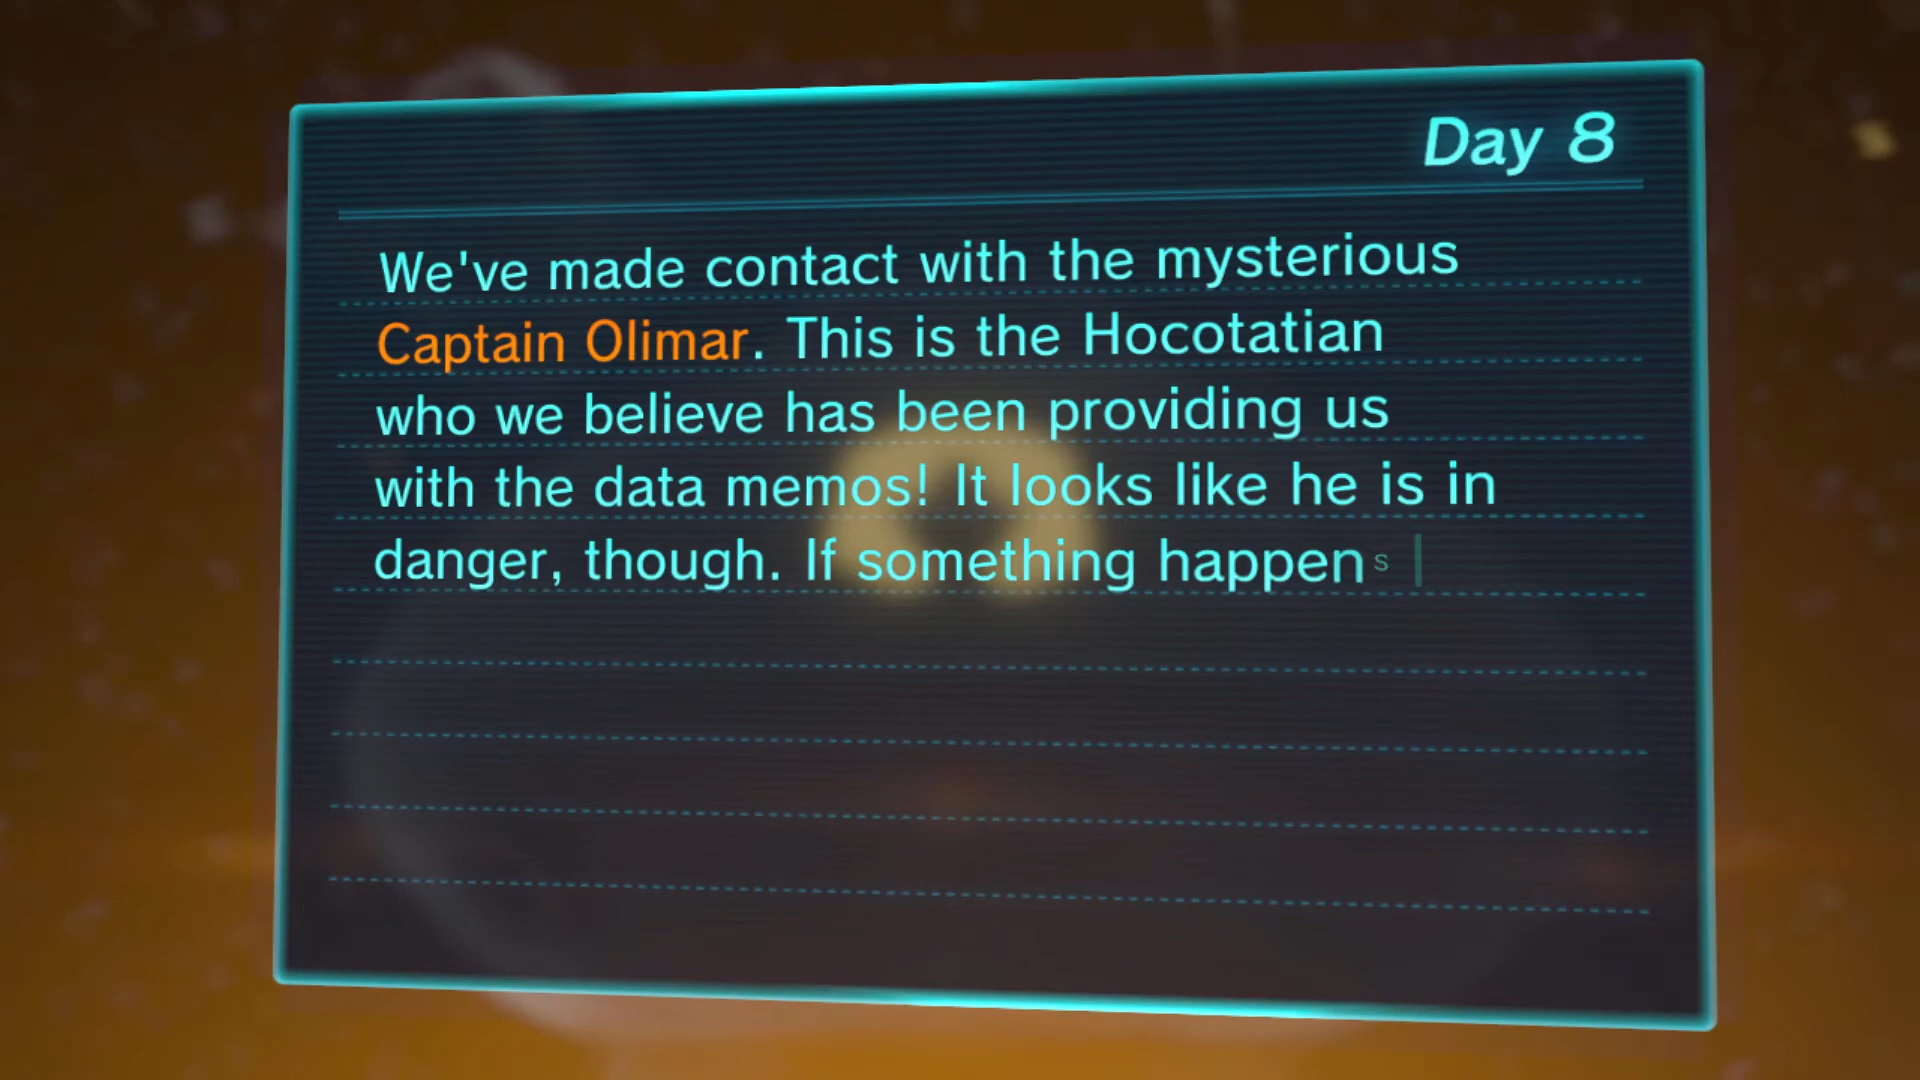 Day 8
We've made contact with the mysterious
Captain Olimar. This is the Hocotatian
who we believe has been providing us
with the data memos! It looks like he is in
danger, though. If something happens